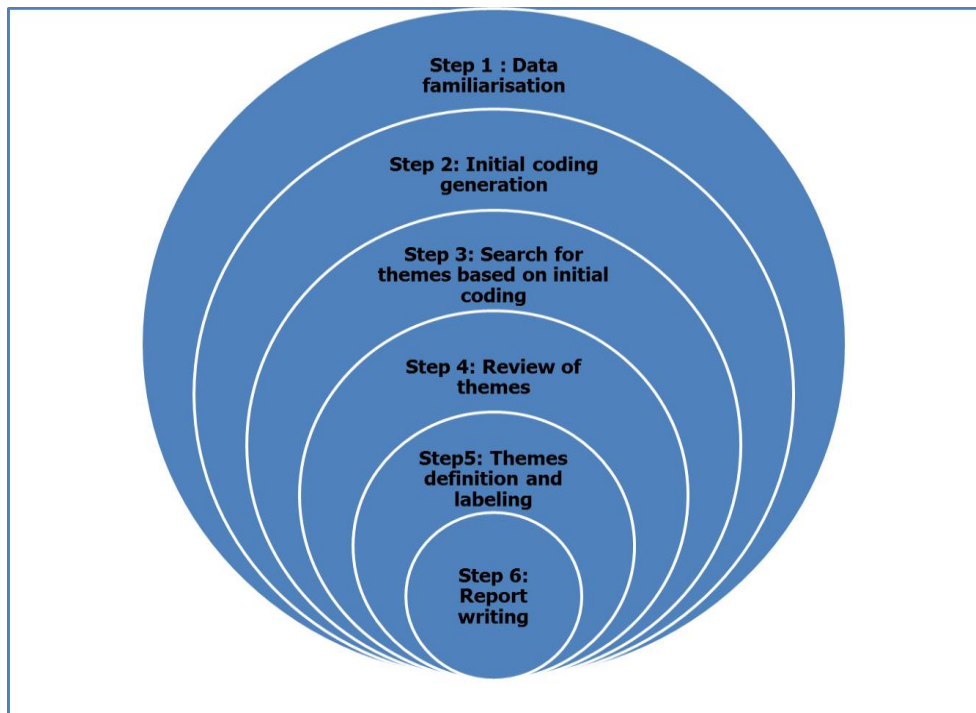 Step 1 : Data
familiarisation
Step 2: Initial coding
generation
Step 3: Search for
themes based on initial
coding
Step 4: Review of
themes
Step5: Themes
definition and
labeling
Step 6:
Report
writing